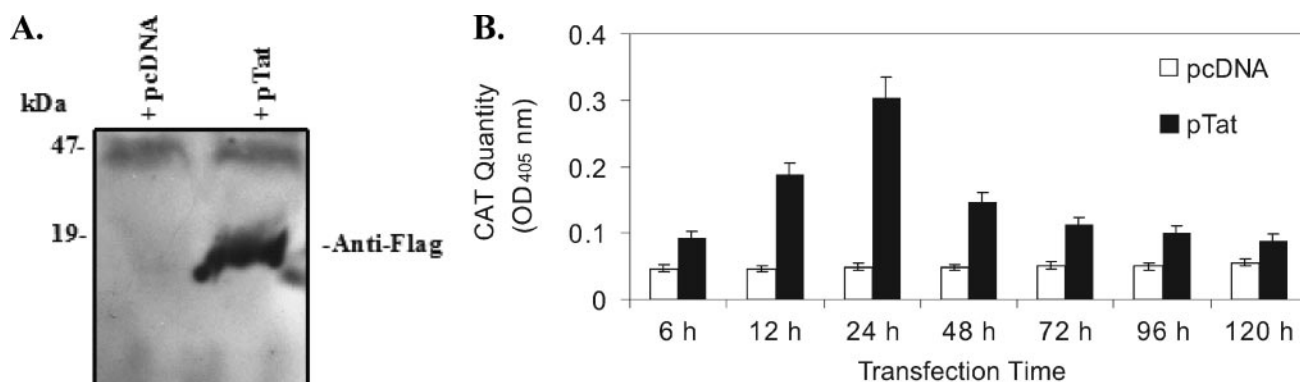 A.
+ pcDNA
+ pTat
kDa
47-
19-
-Anti-Flag
B.
CAT Quantity
(OD405 nm)
0.4
0.3
0.2
0.1
0
pcDNA
pTat
6 h 12 h 24 h 48 h 72 h 96 h 120 h
Transfection Time